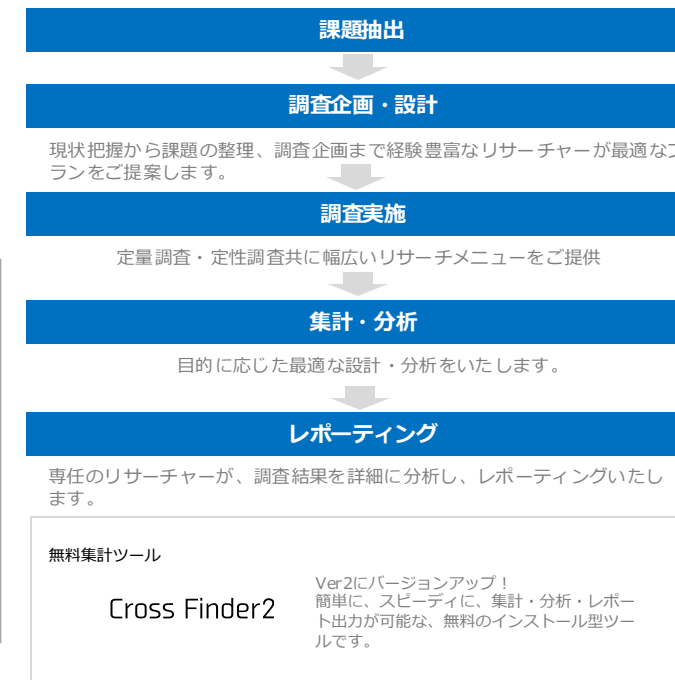 課題抽出
調査企画・設計
現状把握から課題の整理、調査企画まで経験豊富なリサーチャーが最適な
ランをご提案します。
調査実施
定量調査・定性調査共に幅広いリサーチメニューをご提供
集計・分析
目的に応じた最適な設計・分析をいたします。
レポーティング
専任のリサーチャーが、調査結果を詳細に分析し、レポーティングいたし
ます。
無料集計ツール
Cross Finder2
Ver2にバージョンアップ！
簡単に、スピーディに、集計・分析・レポー
ト出力が可能な、無料のインストール型ツー
ルです。